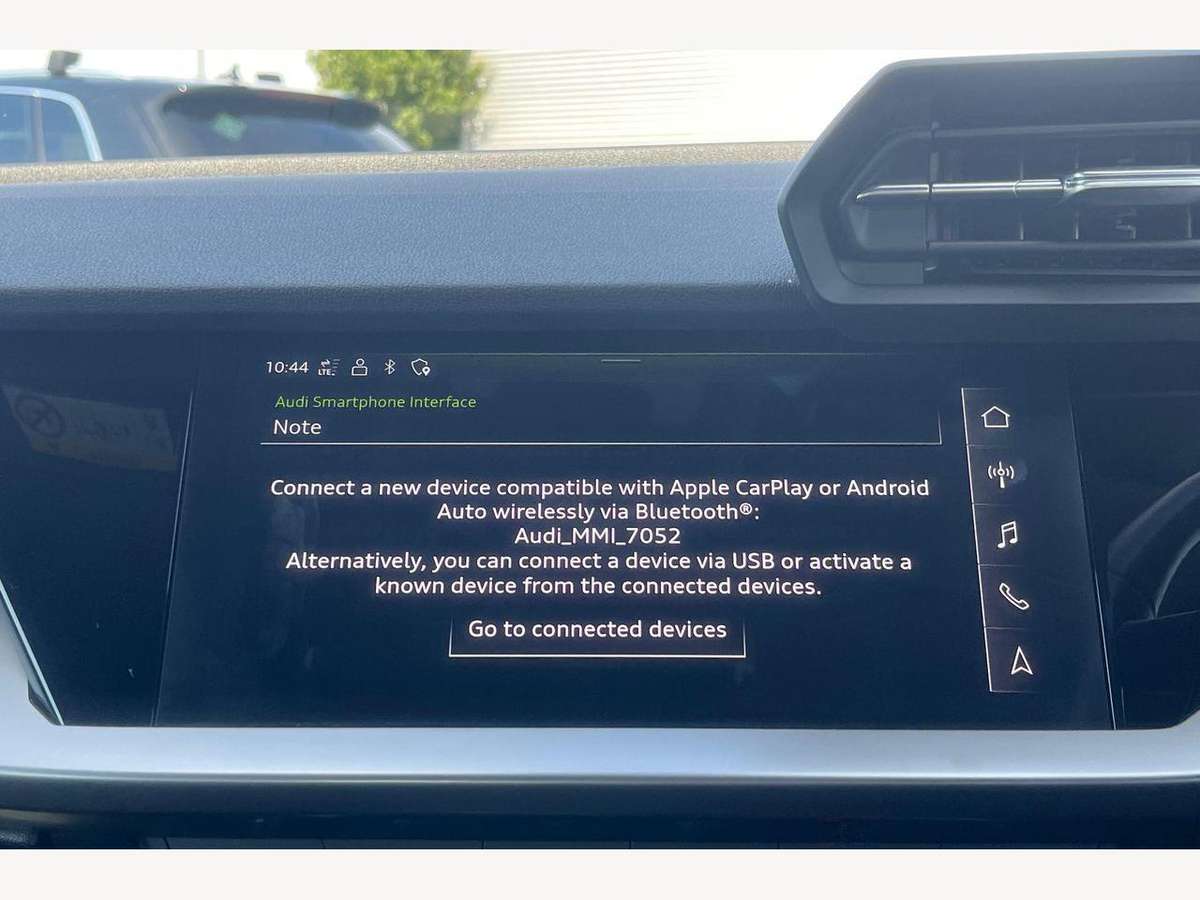 10:44 LTE
Audi Smartphone Interface
Note
Connect a new device compatible with Apple CarPlay or Android
Auto wirelessly via Bluetooth®:
Audi_MMI_7052
Alternatively, you can connect a device via USB or activate a
known device from the connected devices.
Go to connected devices